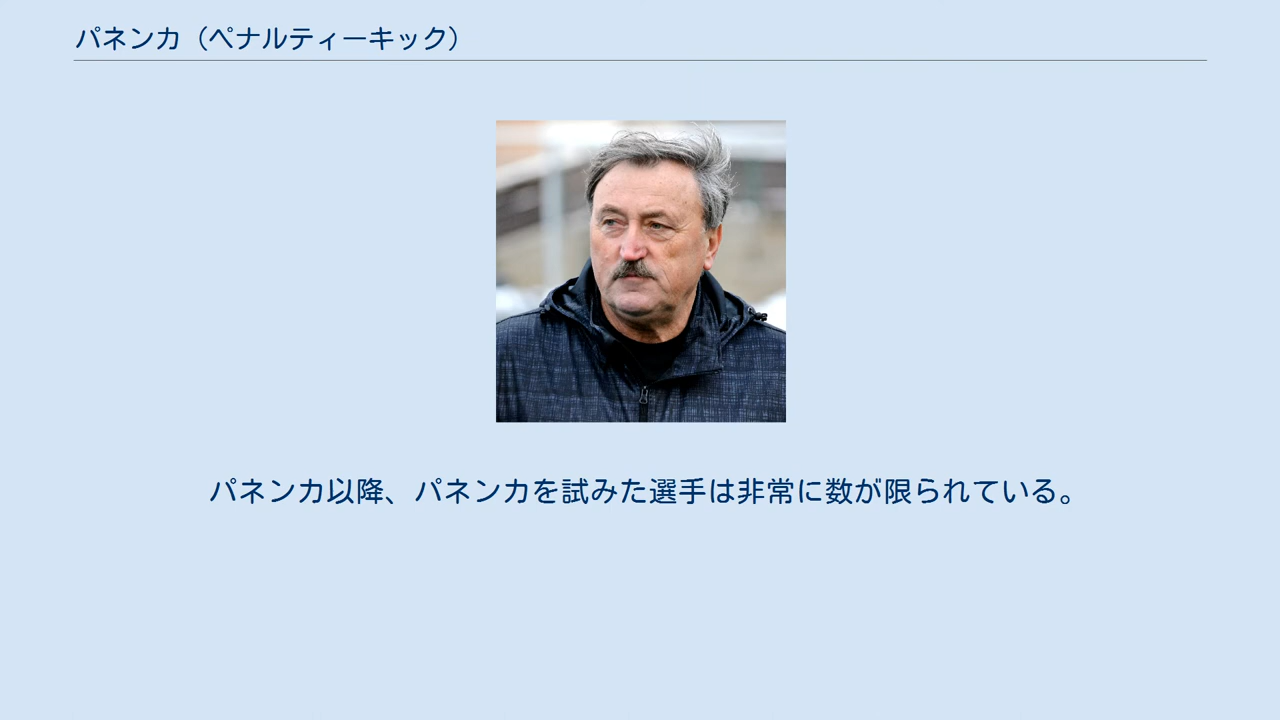 パネンカ（ペナルティーキック）
パネンカ以降、パネンカを試みた選手は非常に数が限られている。